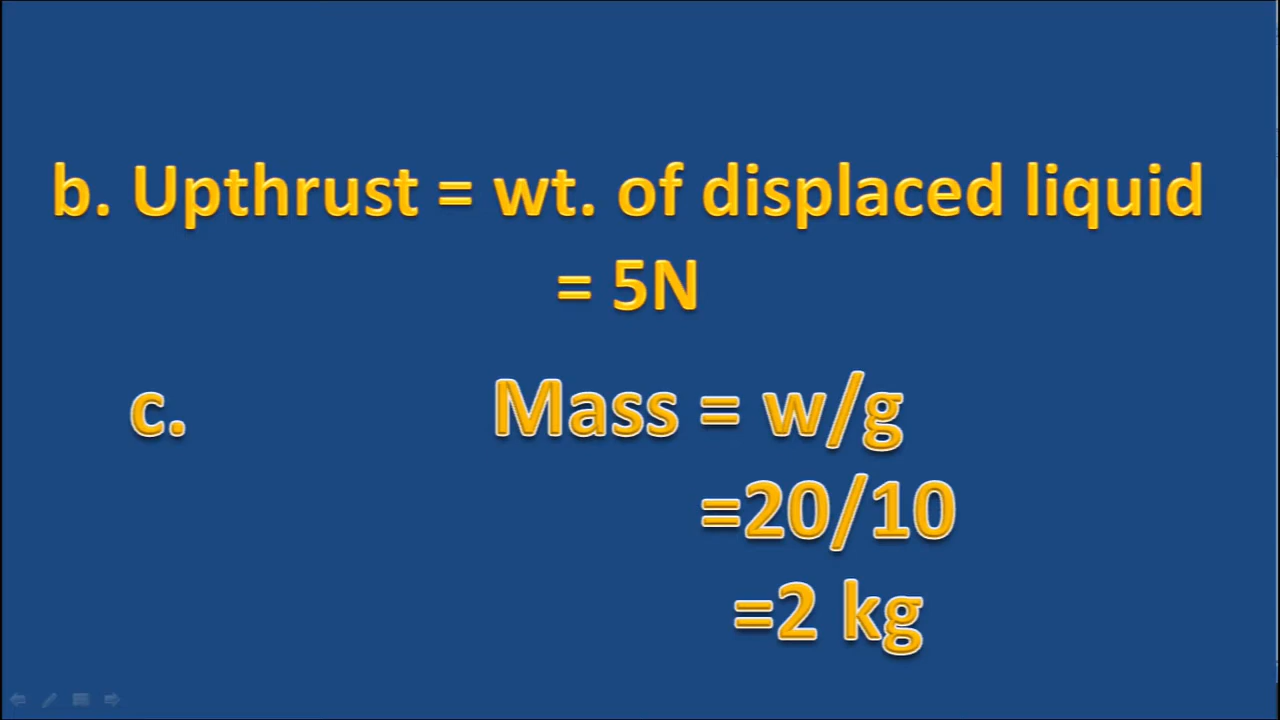 b. Upthrust = wt. of displaced liquid
= 5N
c. Mass = w/g
=20/10
=2 kg